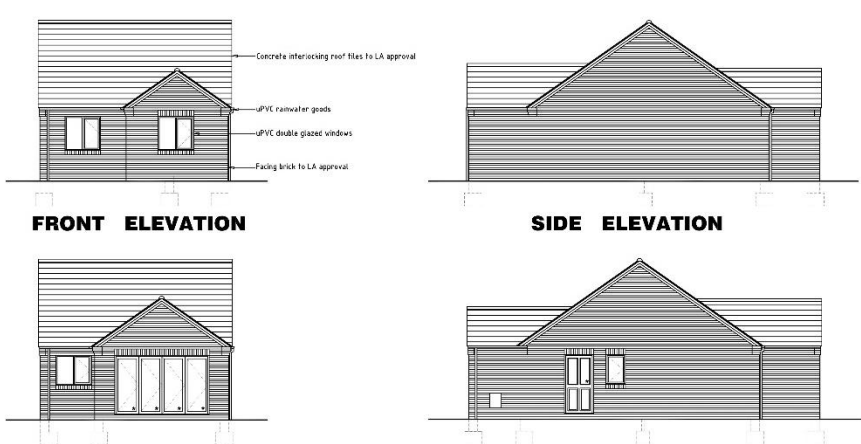 Concrete interlocking roof tiles to LA approval
uPVC rainwater goods
uPVC double glazed windows
Facing brick to LA approval
FRONT ELEVATION
SIDE ELEVATION